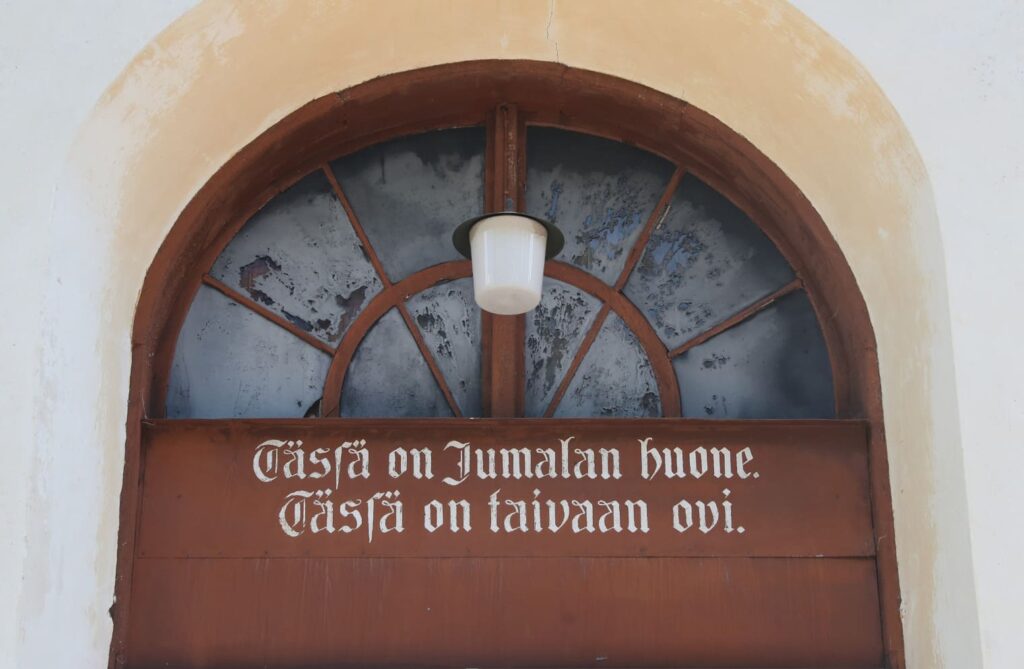 Tässä on Jumalan huone.
Tässä on taivaan ovi.